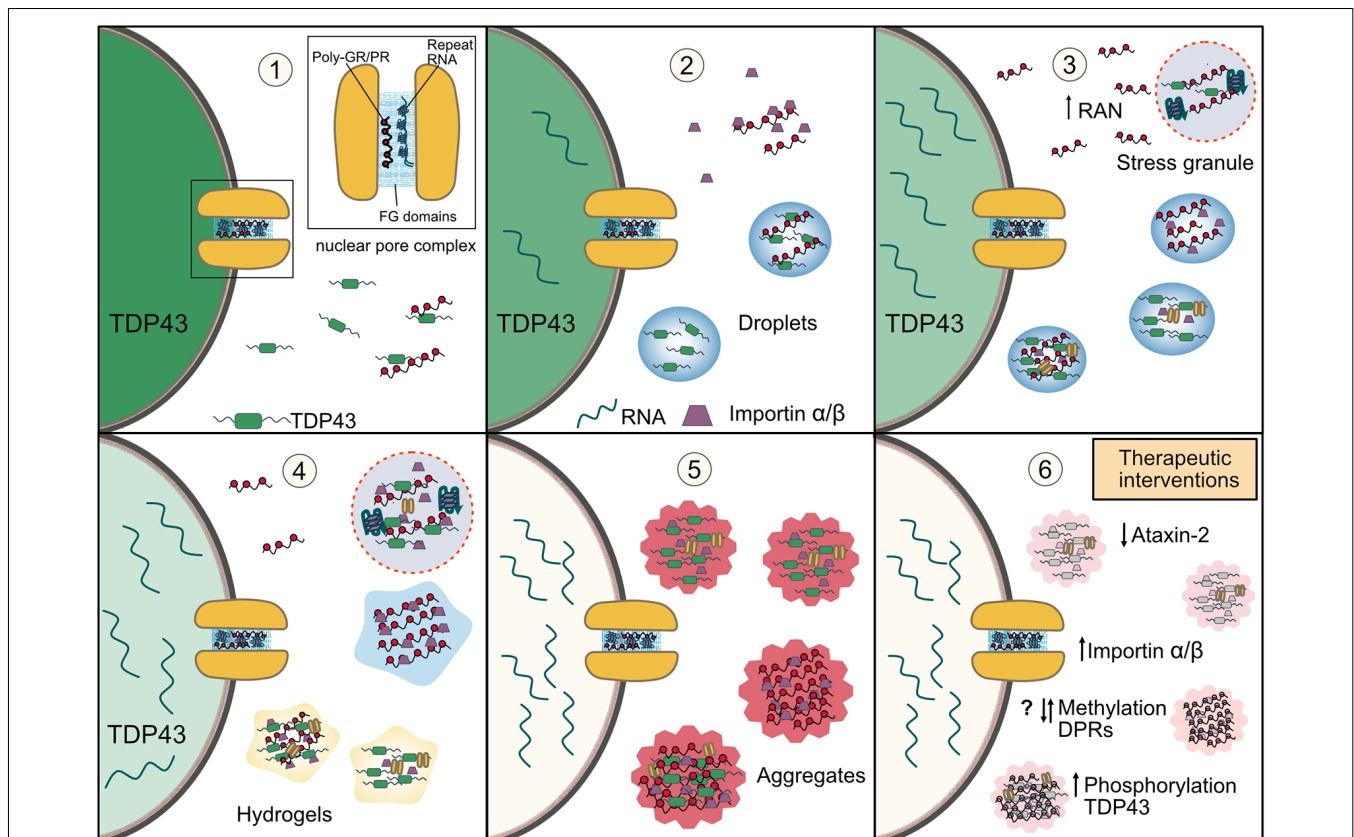 1
Poly-GR/PR
Repeat
RNA
FG domains
nuclear pore complex
TDP43
TDP43
2
Droplets
TDP43
RNA
Importin α/β
3
↑ RAN
Stress granule
TDP43
4
TDP43
Hydrogels
5
Aggregates
6
Therapeutic
interventions
↓ Ataxin-2
↑ Importin α/β
? ↓↑ Methylation
DPRs
↑ Phosphorylation
TDP43